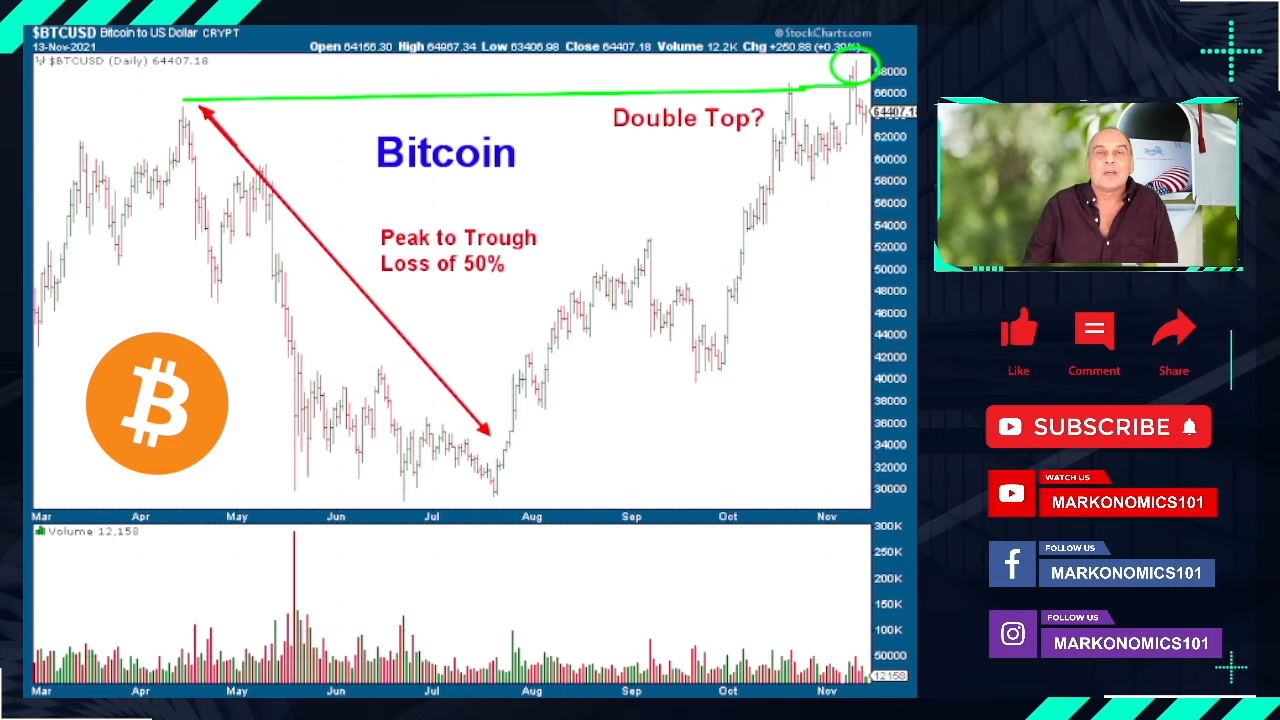 $BTCUSD Bitcoin to US Dollar CRYPT
© StockCharts.com
13-Nov-2021 Open 64156.30 High 64967.34 Low 63406.98 Close 64407.18 Volume 12.2K Chg +250.88 (+0.39%)
$BTCUSD (Daily) 64407.18
68000
66000
64407.18
62000
60000
58000
56000
54000
52000
50000
48000
46000
44000
42000
40000
38000
36000
34000
32000
30000
Double Top?
Bitcoin
Peak to Trough
Loss of 50%
Mar Apr May Jun Jul Aug Sep Oct Nov
Volume 12,158
300K
250K
200K
150K
100K
50000
12158
Mar Apr May Jun Jul Aug Sep Oct Nov
Like Comment Share
SUBSCRIBE
WATCH US
MARKONOMICS101
FOLLOW US
MARKONOMICS101
FOLLOW US
MARKONOMICS101